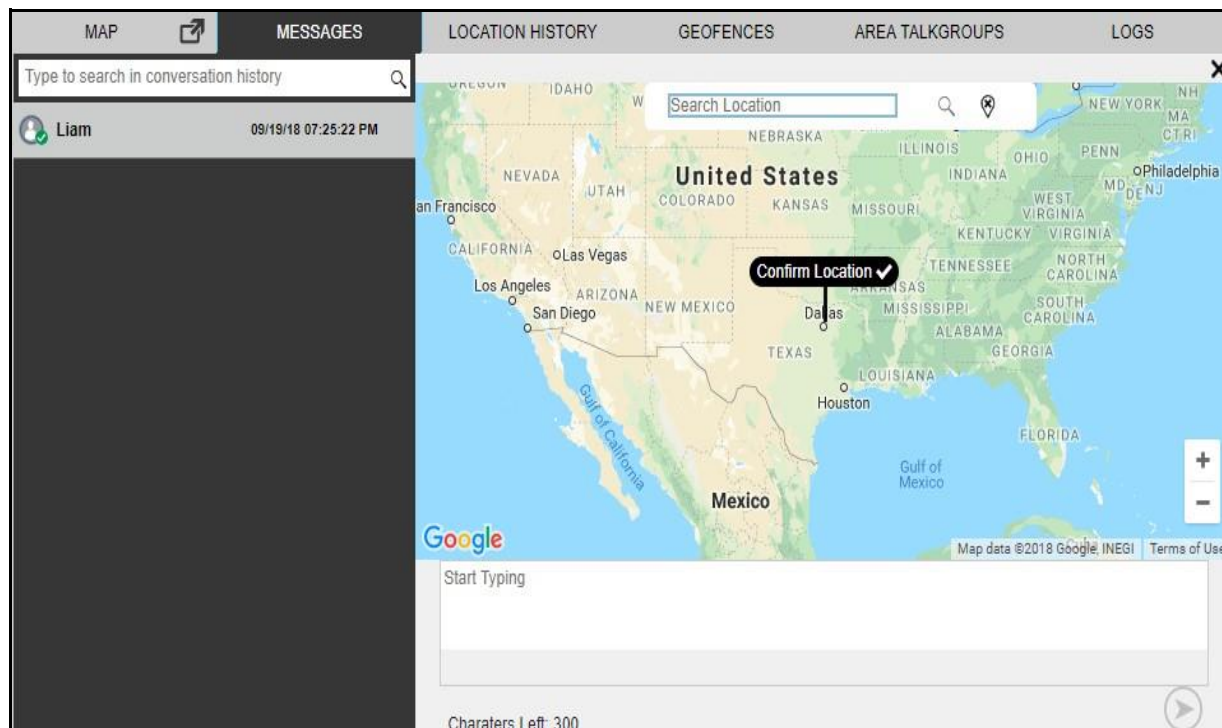 MAP MESSAGES LOCATION HISTORY GEOFENCES AREA TALKGROUPS LOGS
Type to search in conversation history
Liam 09/19/18 07:25:22 PM
Search Location
OREGON
IDAHO
NH
NEW YORK
MA
CT RI
NEBRASKA
ILLINOIS
OHIO
PENN
Philadelphia
NEVADA
UTAH
United States
COLORADO
KANSAS
MISSOURI
INDIANA
WEST
VIRGINIA
MD
DE NJ
an Francisco
KENTUCKY
VIRGINIA
CALIFORNIA
Las Vegas
Confirm Location
TENNESSEE
NORTH
CAROLINA
Los Angeles
ARIZONA
NEW MEXICO
ARKANSAS
MISSISSIPPI
SOUTH
CAROLINA
San Diego
Dallas
ALABAMA
TEXAS
GEORGIA
LOUISIANA
Houston
FLORIDA
Gulf of
California
Gulf of
Mexico
Mexico
Google
Cuba
Map data ©2018 Google, INEGI Terms of Use
Start Typing
Charaters Left: 300